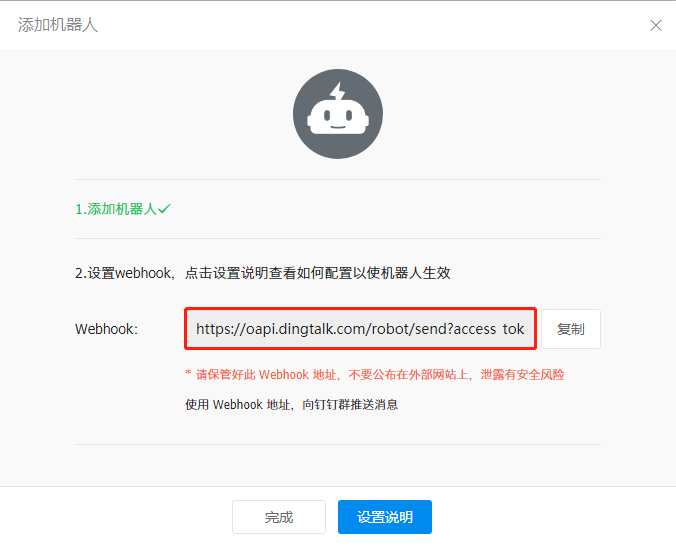 添加机器人
1.添加机器人
2.设置webhook，点击设置说明查看如何配置以使机器人生效
Webhook:
https://oapi.dingtalk.com/robot/send?access_tok
复制
* 请保管好此 Webhook 地址，不要公布在外部网站上，泄露有安全风险
使用 Webhook 地址，向钉钉群推送消息
完成
设置说明